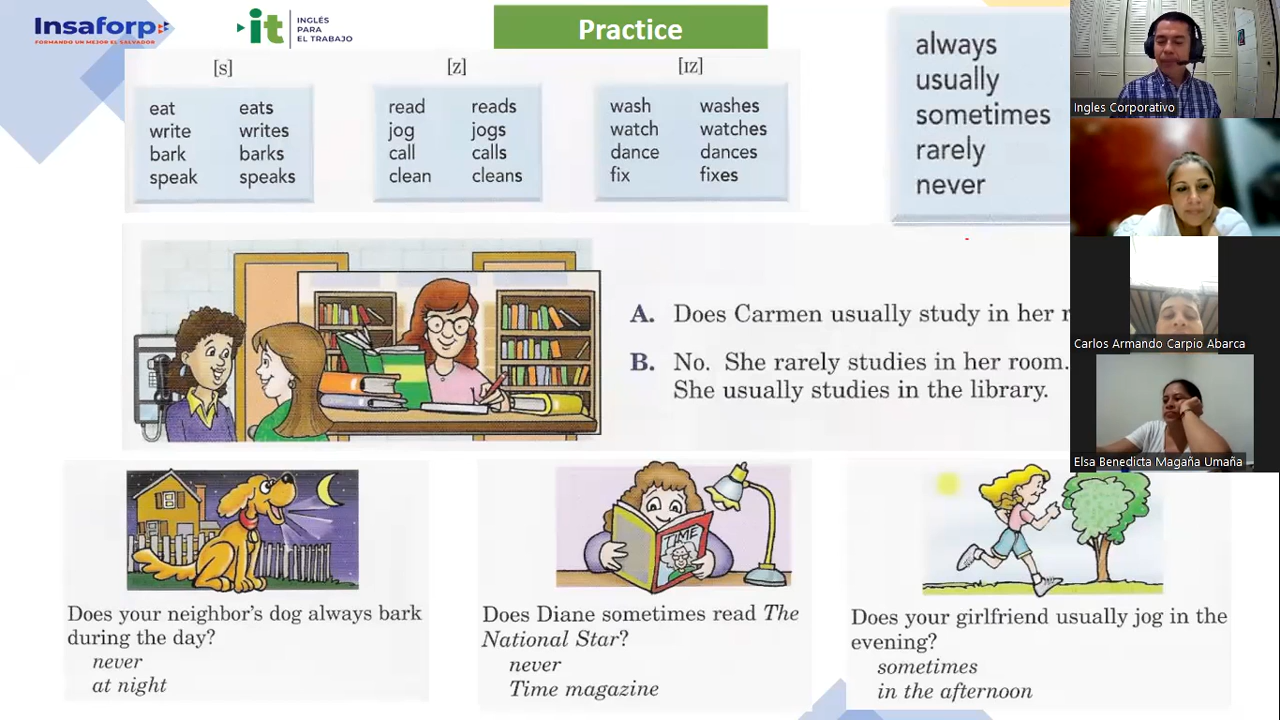 Insaforp
FORMANDO UN MEJOR EL SALVADOR
it
INGLÉS
PARA
EL TRABAJO
Practice
[s]
[z]
[ɪz]
eat eats
write writes
bark barks
speak speaks
read reads
jog jogs
call calls
clean cleans
wash washes
watch watches
dance dances
fix fixes
always
usually
sometimes
rarely
never
Ingles Corporativo
Carlos Armando Carpio Abarca
Elsa Benedicta Magaña Umaña
A. Does Carmen usually study in her r
B. No. She rarely studies in her room.
She usually studies in the library.
Does your neighbor's dog always bark
during the day?
never
at night
TIME
Does Diane sometimes read The
National Star?
never
Time magazine
Does your girlfriend usually jog in the
evening?
sometimes
in the afternoon